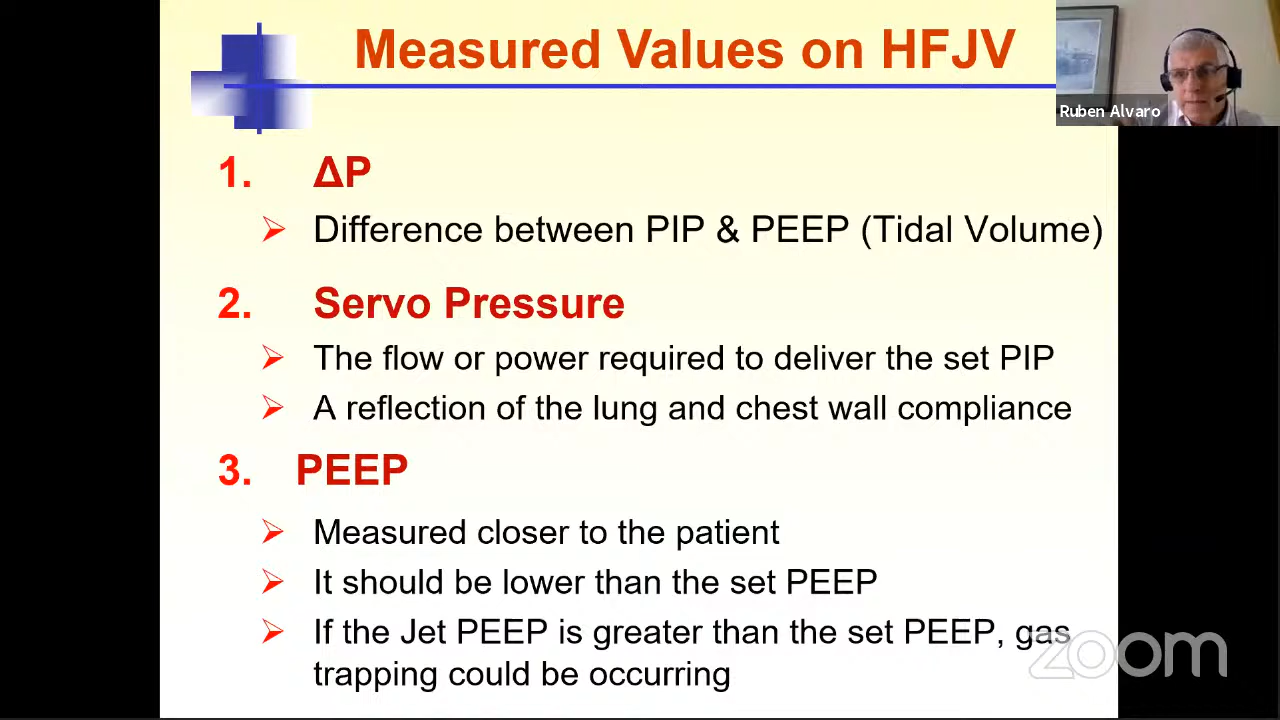 Measured Values on HFJV
Ruben Alvaro
1. ΔP
➢ Difference between PIP & PEEP (Tidal Volume)
2. Servo Pressure
➢ The flow or power required to deliver the set PIP
➢ A reflection of the lung and chest wall compliance
3. PEEP
➢ Measured closer to the patient
➢ It should be lower than the set PEEP
➢ If the Jet PEEP is greater than the set PEEP, gas
trapping could be occurring
zoom